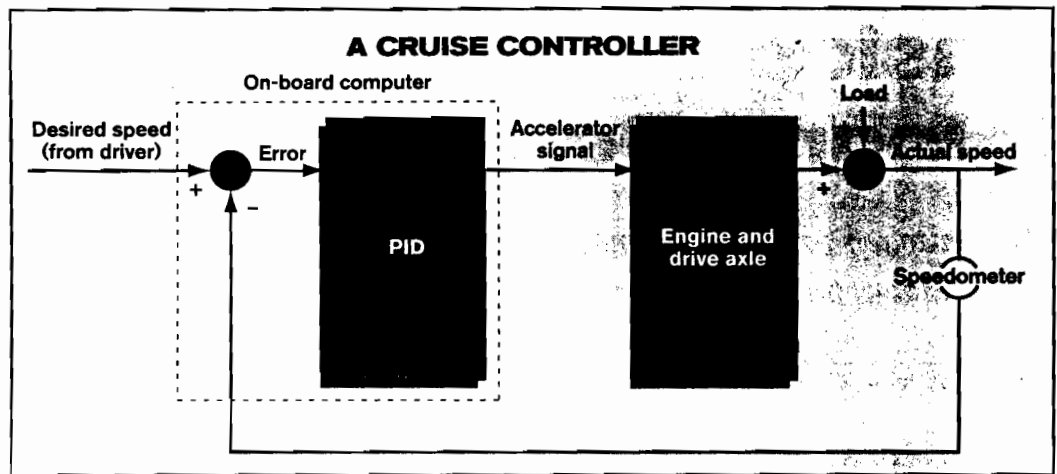 A CRUISE CONTROLLER
On-board computer
Load
Desired speed
(from driver)
Error
Accelerator
signal
Actual speed
+
-
+
PID
Engine and
drive axle
Speedometer